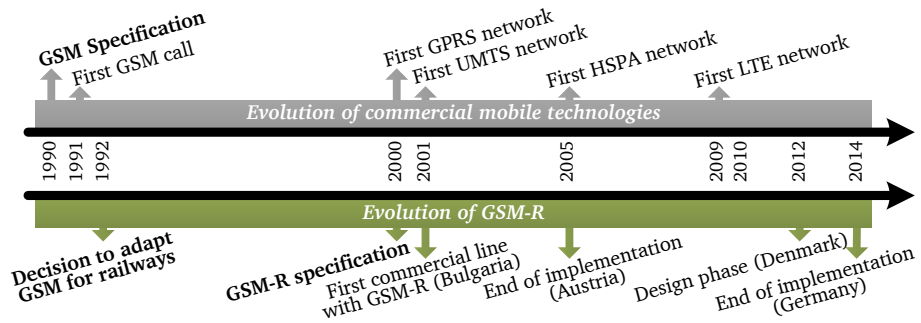 GSM Specification
First GSM call
First GPRS network
First UMTS network
First HSPA network
First LTE network
Evolution of commercial mobile technologies
1990
1991
1992
2000
2001
2005
2009
2010
2012
2014
Evolution of GSM-R
Decision to adapt
GSM for railways
GSM-R specification
First commercial line
with GSM-R (Bulgaria)
End of implementation
(Austria)
Design phase (Denmark)
End of implementation
(Germany)